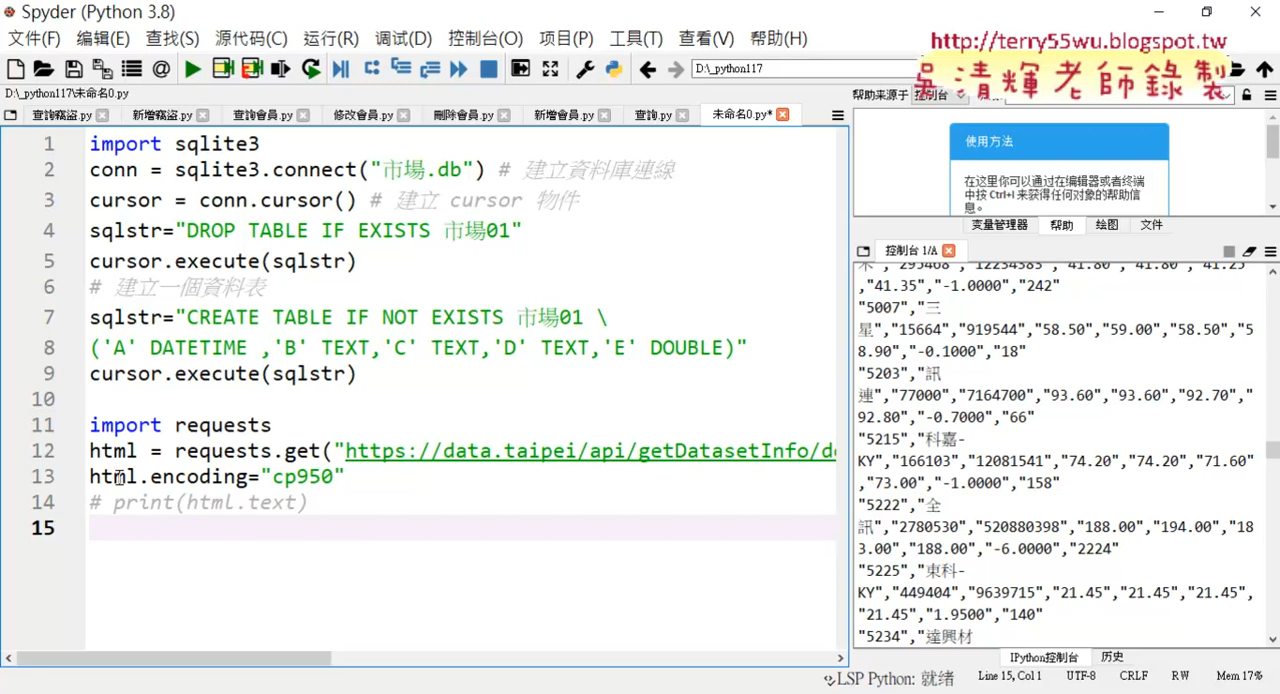 Spyder (Python 3.8)
文件(F) 编辑(E) 查找(S) 源代码(C) 运行(R) 调试(D) 控制台(O) 项目(P) 工具(T) 查看(V) 帮助(H)
http://terry55wu.blogspot.tw
吳清輝老師錄製
D:\_python117
D:\_python117\未命名0.py
帮助来源于 控制台
查詢竊盜.py 新增竊盜.py 查詢會員.py 修改會員.py 刪除會員.py 新增會員.py 查詢.py 未命名0.py*
1 import sqlite3
2 conn = sqlite3.connect("市場.db") # 建立資料庫連線
3 cursor = conn.cursor() # 建立 cursor 物件
4 sqlstr="DROP TABLE IF EXISTS 市場01"
5 cursor.execute(sqlstr)
6 # 建立一個資料表
7 sqlstr="CREATE TABLE IF NOT EXISTS 市場01 \
8 ('A' DATETIME ,'B' TEXT,'C' TEXT,'D' TEXT,'E' DOUBLE)"
9 cursor.execute(sqlstr)
10
11 import requests
12 html = requests.get("https://data.taipei/api/getDatasetInfo/d
13 html.encoding="cp950"
14 # print(html.text)
15
使用方法
在这里你可以通过在编辑器或者终端
中按 Ctrl+I 来获得任何对象的帮助信
息。
变量管理器 帮助 绘图 文件
控制台 1/A
,"41.35","-1.0000","242"
"5007","三
星","15664","919544","58.50","59.00","58.50","5
8.90","-0.1000","18"
"5203","訊
連","77000","7164700","93.60","93.60","92.70","
92.80","-0.7000","66"
"5215","科嘉-
KY","166103","12081541","74.20","74.20","71.60"
,"73.00","-1.0000","158"
"5222","全
訊","2780530","520880398","188.00","194.00","18
3.00","188.00","-6.0000","2224"
"5225","東科-
KY","449404","9639715","21.45","21.45","21.45",
"21.45","1.9500","140"
"5234","達興材
IPython控制台 历史
LSP Python: 就绪 Line 15, Col 1 UTF-8 CRLF RW Mem 17%